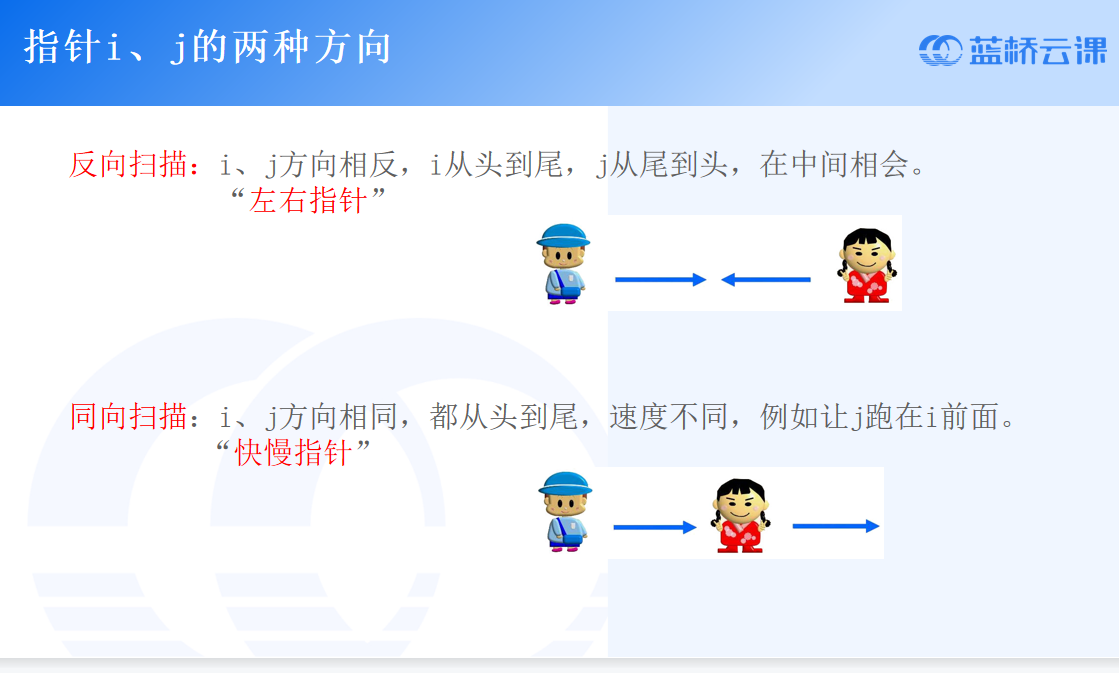 指针i、j的两种方向
蓝桥云课
反向扫描：i、j方向相反，i从头到尾，j从尾到头，在中间相会。
“左右指针”
同向扫描：i、j方向相同，都从头到尾，速度不同，例如让j跑在i前面。
“快慢指针”